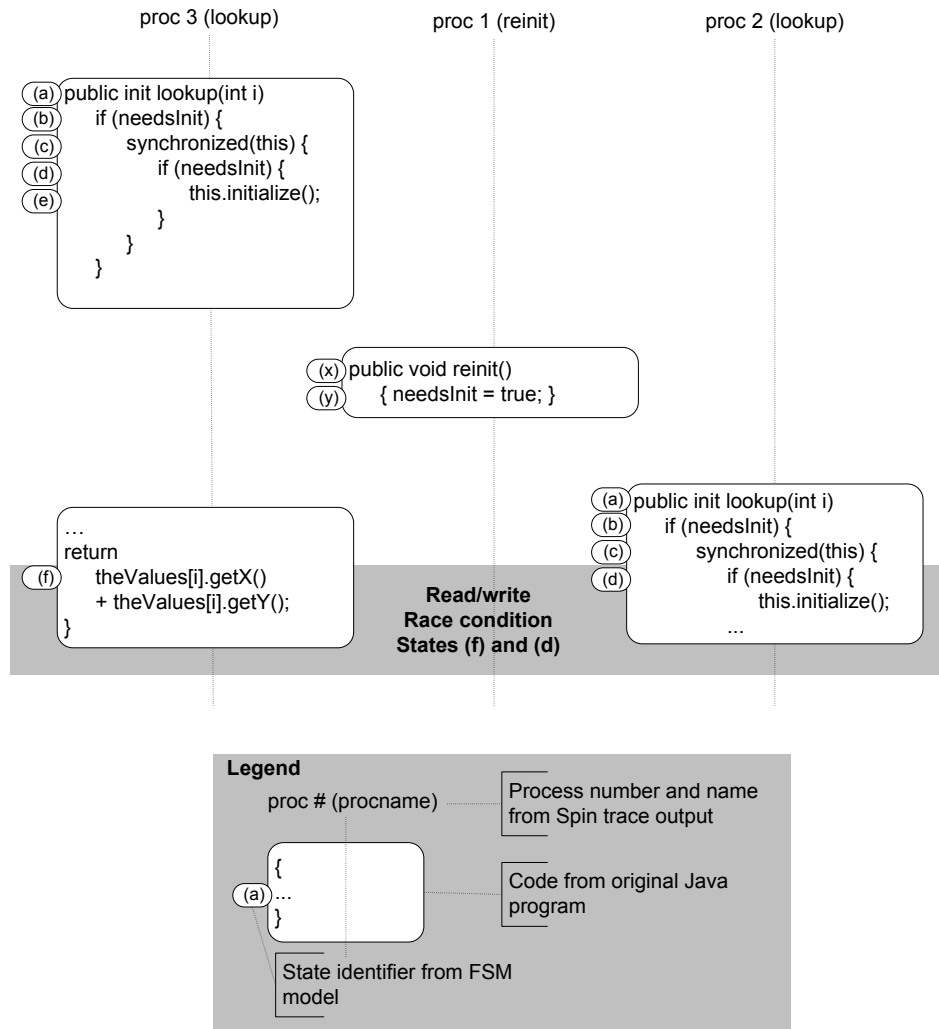 proc 3 (lookup)
proc 1 (reinit)
proc 2 (lookup)
(a) public init lookup(int i)
(b) if (needsInit) {
(c) synchronized(this) {
(d) if (needsInit) {
(e) this.initialize();
}
}
}
(x) public void reinit()
(y) { needsInit = true; }
(a) public init lookup(int i)
(b) if (needsInit) {
(c) synchronized(this) {
(d) if (needsInit) {
this.initialize();
...
…
return
(f) theValues[i].getX()
+ theValues[i].getY();
}
Read/write
Race condition
States (f) and (d)
Legend
proc # (procname)
Process number and name
from Spin trace output
{
(a) ...
}
Code from original Java
program
State identifier from FSM
model